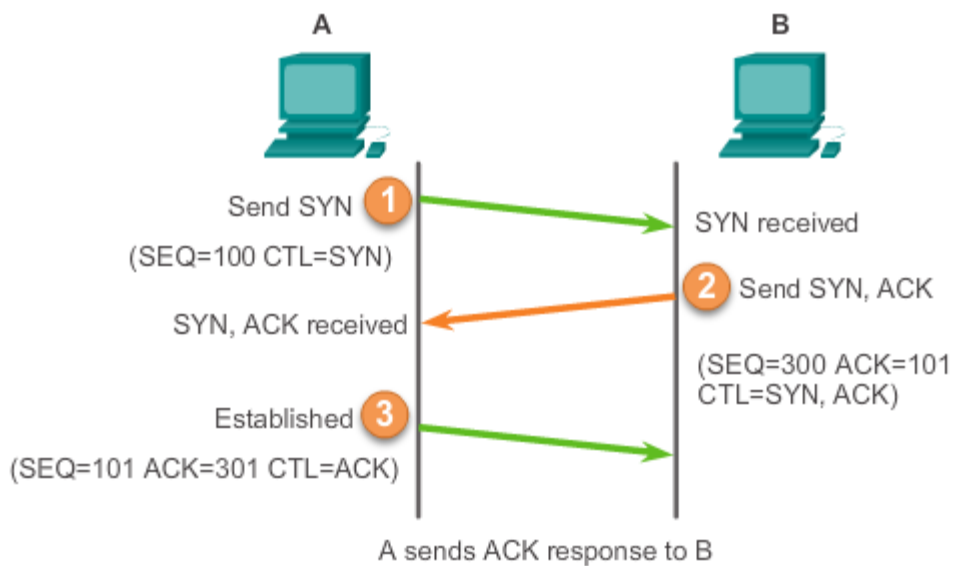 A
B
Send SYN 1
SYN received
(SEQ=100 CTL=SYN)
2 Send SYN, ACK
SYN, ACK received
(SEQ=300 ACK=101
CTL=SYN, ACK)
Established 3
(SEQ=101 ACK=301 CTL=ACK)
A sends ACK response to B